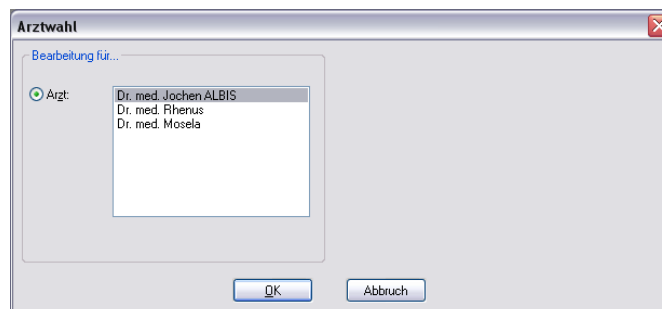 Arztwahl
Bearbeitung für...
Arzt:
Dr. med. Jochen ALBIS
Dr. med. Rhenus
Dr. med. Mosela
OK
Abbruch